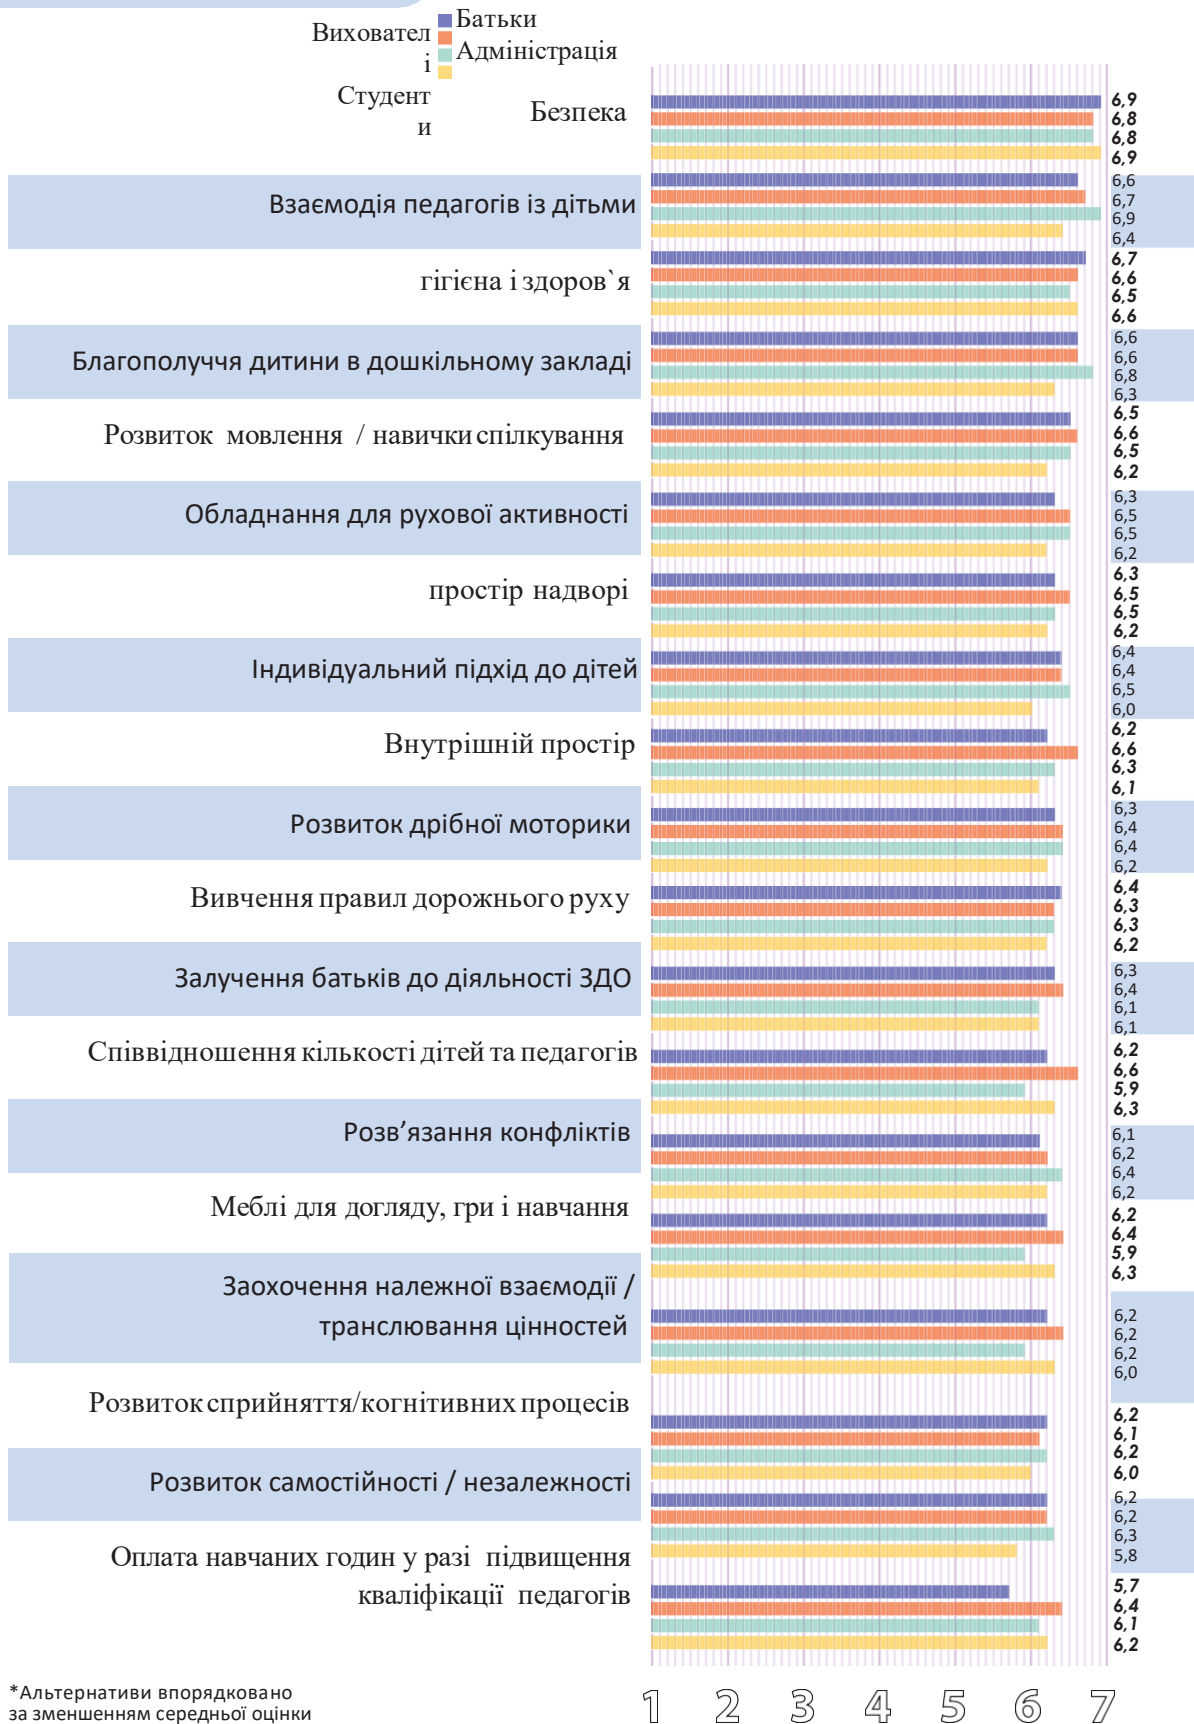 Батьки
Вихователі
Адміністрація
Студенти
Безпека
6,9
6,8
6,8
6,9
Взаємодія педагогів із дітьми
6,6
6,7
6,9
6,4
гігієна і здоров`я
6,7
6,6
6,5
6,6
Благополуччя дитини в дошкільному закладі
6,6
6,6
6,8
6,3
Розвиток мовлення / навички спілкування
6,5
6,6
6,5
6,2
Обладнання для рухової активності
6,3
6,5
6,5
6,2
простір надворі
6,3
6,5
6,5
6,2
Індивідуальний підхід до дітей
6,4
6,4
6,5
6,0
Внутрішній простір
6,2
6,6
6,3
6,1
Розвиток дрібної моторики
6,3
6,4
6,4
6,2
Вивчення правил дорожнього руху
6,4
6,3
6,3
6,2
Залучення батьків до діяльності ЗДО
6,3
6,4
6,1
6,1
Співвідношення кількості дітей та педагогів
6,2
6,6
5,9
6,3
Розв’язання конфліктів
6,1
6,2
6,4
6,2
Меблі для догляду, гри і навчання
6,2
6,4
5,9
6,3
Заохочення належної взаємодії /
транслювання цінностей
6,2
6,2
6,2
6,0
Розвиток сприйняття/когнітивних процесів
6,2
6,1
6,2
6,0
Розвиток самостійності / незалежності
6,2
6,2
6,3
5,8
Оплата навчаних годин у разі підвищення
кваліфікації педагогів
5,7
6,4
6,1
6,2
*Альтернативи впорядковано
за зменшенням середньої оцінки
1 2 3 4 5 6 7